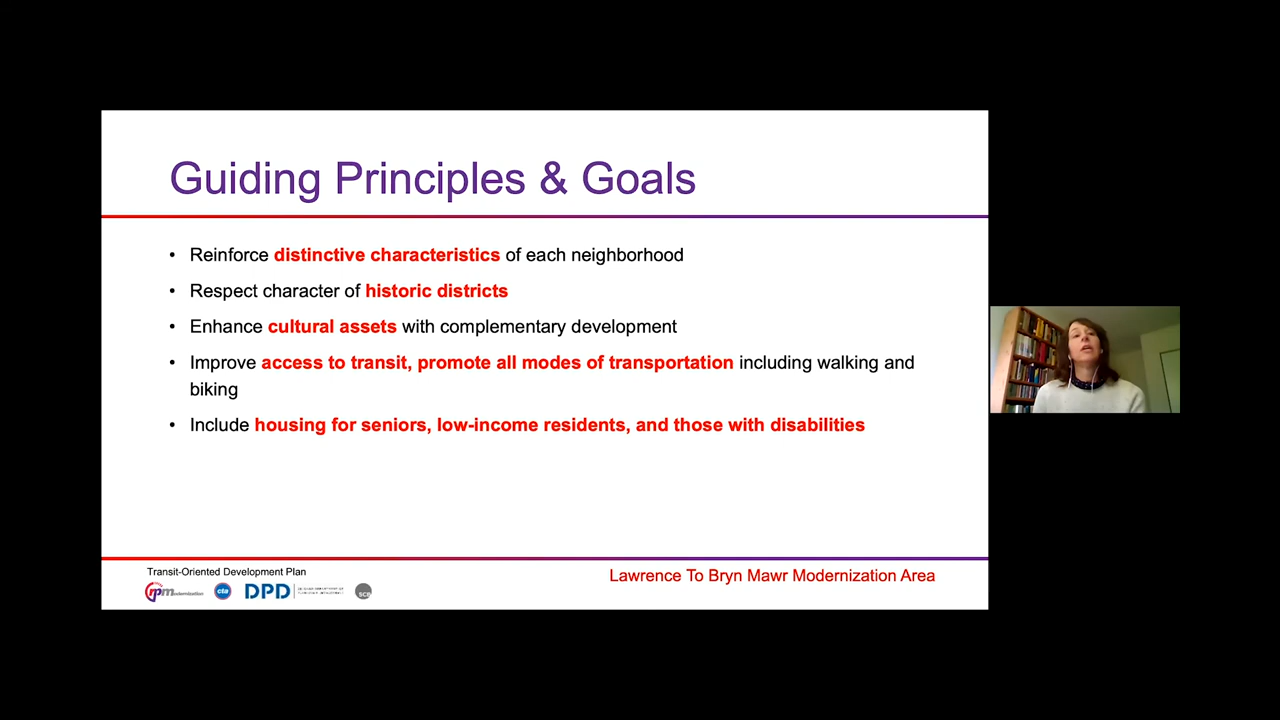 Guiding Principles & Goals
• Reinforce distinctive characteristics of each neighborhood
• Respect character of historic districts
• Enhance cultural assets with complementary development
• Improve access to transit, promote all modes of transportation including walking and
biking
• Include housing for seniors, low-income residents, and those with disabilities
Transit-Oriented Development Plan
Lawrence To Bryn Mawr Modernization Area
rpm cta DPD SCB